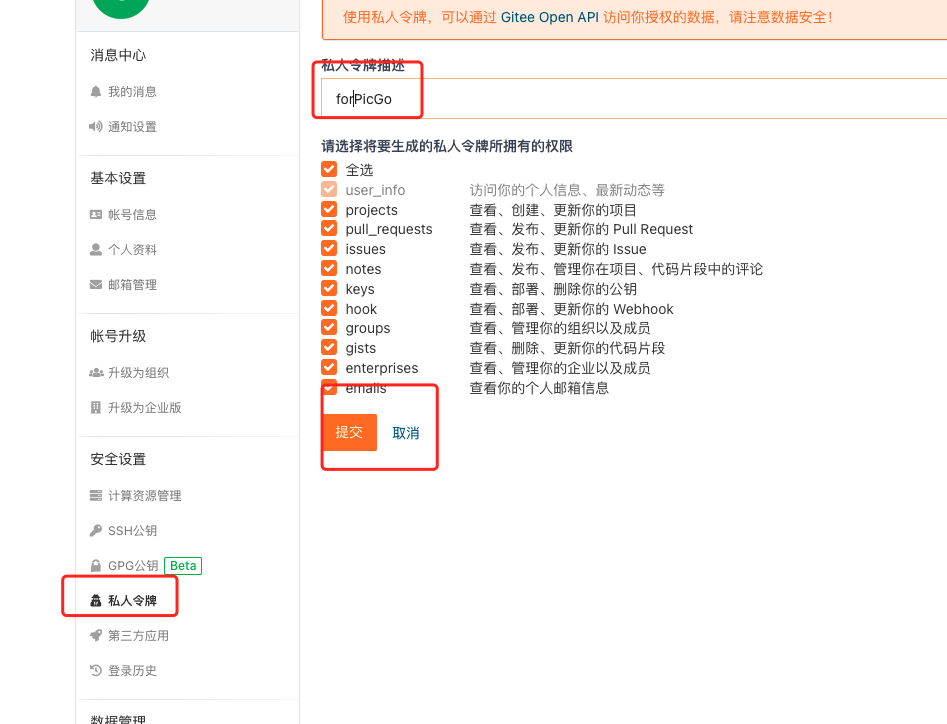 使用私人令牌，可以通过 Gitee Open API 访问你授权的数据，请注意数据安全！
消息中心
我的消息
通知设置
基本设置
帐号信息
个人资料
邮箱管理
帐号升级
升级为组织
升级为企业版
安全设置
计算资源管理
SSH公钥
GPG公钥 Beta
私人令牌
第三方应用
登录历史
数据管理
私人令牌描述
forPicGo
请选择将要生成的私人令牌所拥有的权限
全选
user_info 访问你的个人信息、最新动态等
projects 查看、创建、更新你的项目
pull_requests 查看、发布、更新你的 Pull Request
issues 查看、发布、更新你的 Issue
notes 查看、发布、管理你在项目、代码片段中的评论
keys 查看、部署、删除你的公钥
hook 查看、部署、更新你的 Webhook
groups 查看、管理你的组织以及成员
gists 查看、删除、更新你的代码片段
enterprises 查看、管理你的企业以及成员
emails 查看你的个人邮箱信息
提交 取消